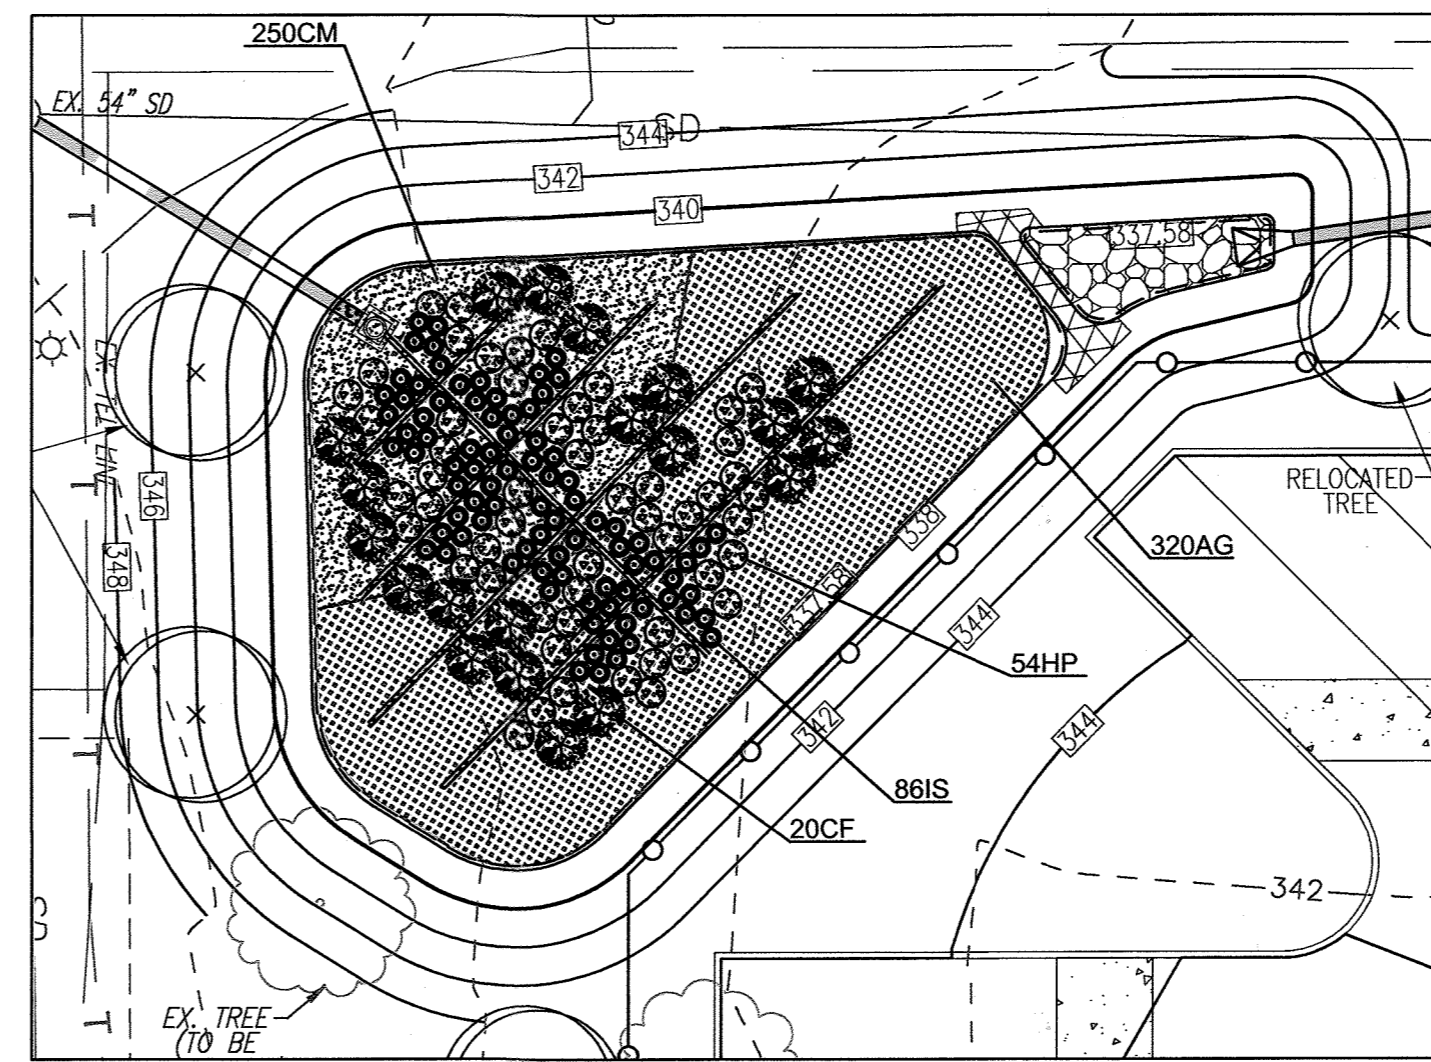 250CM
EX. 54" SD
344
SD
342
340
337.58
EX. TEL LINE
T
T
T
T
346
348
RELOCATED
TREE
338
320AG
337.58
344
54HP
344
342
86IS
20CF
342
SD
EX. TREE
(TO BE